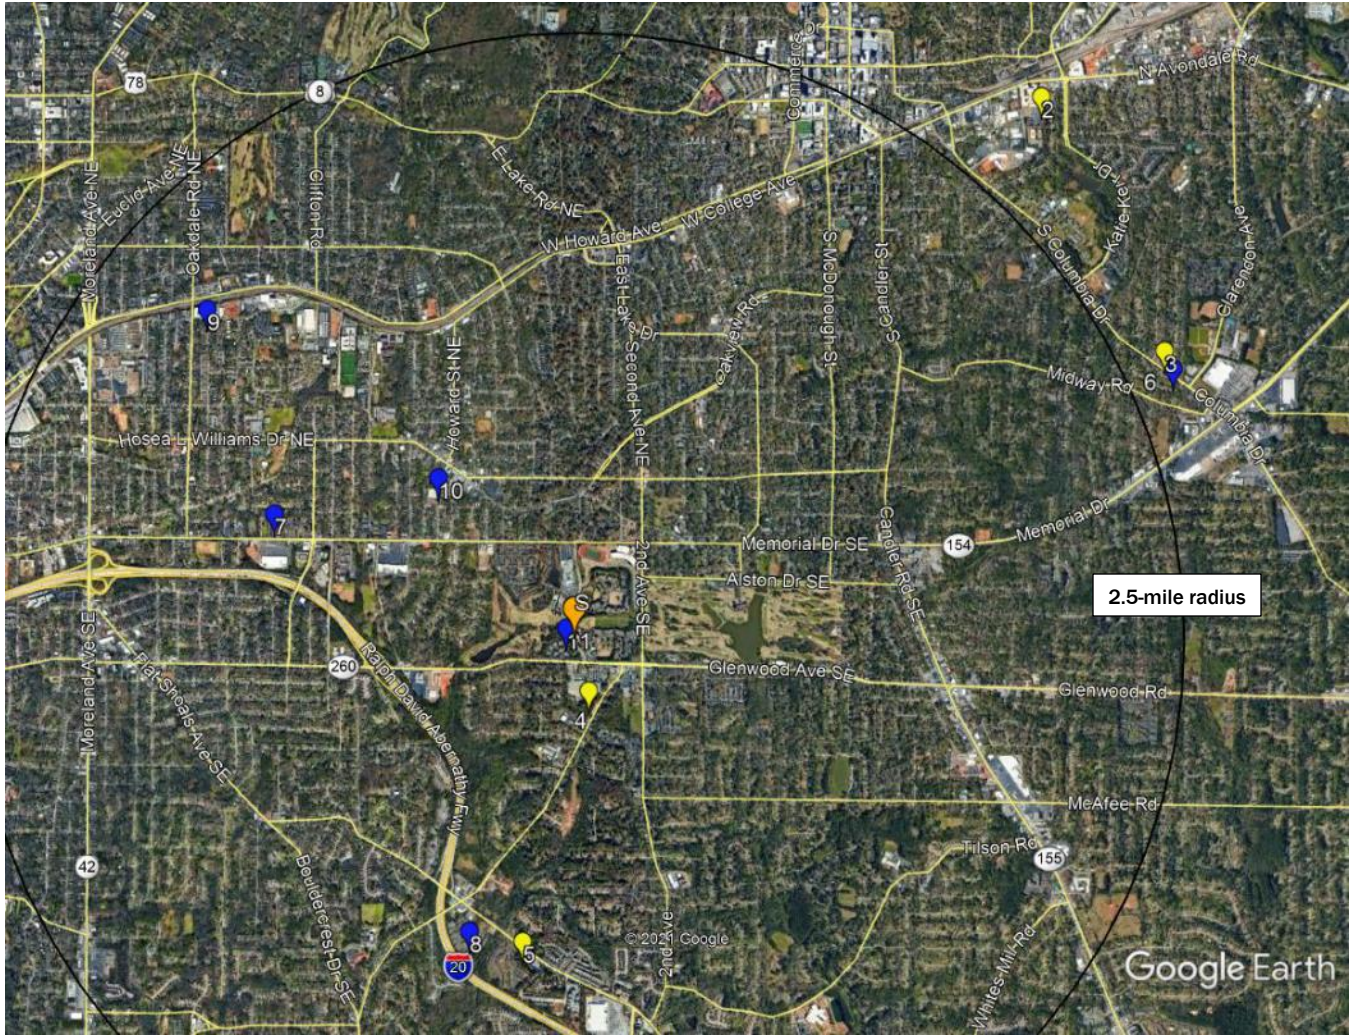 Commerce Dr
N Avondale Rd
78
8
2
Euclid Ave NE
Moreland Ave NE
Oakdale Rd NE
Clifton Rd
E Lake Rd NE
W Howard Ave
W College Ave
S McDonough St
S Candler St
S Columbia Dr
Katie Kerr Dr
Clarendon Ave
9
East Lake Dr
Second Ave NE
Oakview Rd
Howard St NE
3
6
Midway Rd
Columbia Dr
Hosea L Williams Dr NE
10
7
Memorial Dr SE
154
Memorial Dr
Candler Rd SE
Alston Dr SE
2nd Ave SE
2.5-mile radius
S
11
Moreland Ave SE
Flat Shoals Ave SE
260
Ralph David Abernathy Fwy
Glenwood Ave SE
Glenwood Rd
4
McAfee Rd
Tilson Rd
155
42
Bouldercrest Dr SE
8
5
20
2nd Ave
© 2021 Google
Whites Mill Rd
Google Earth